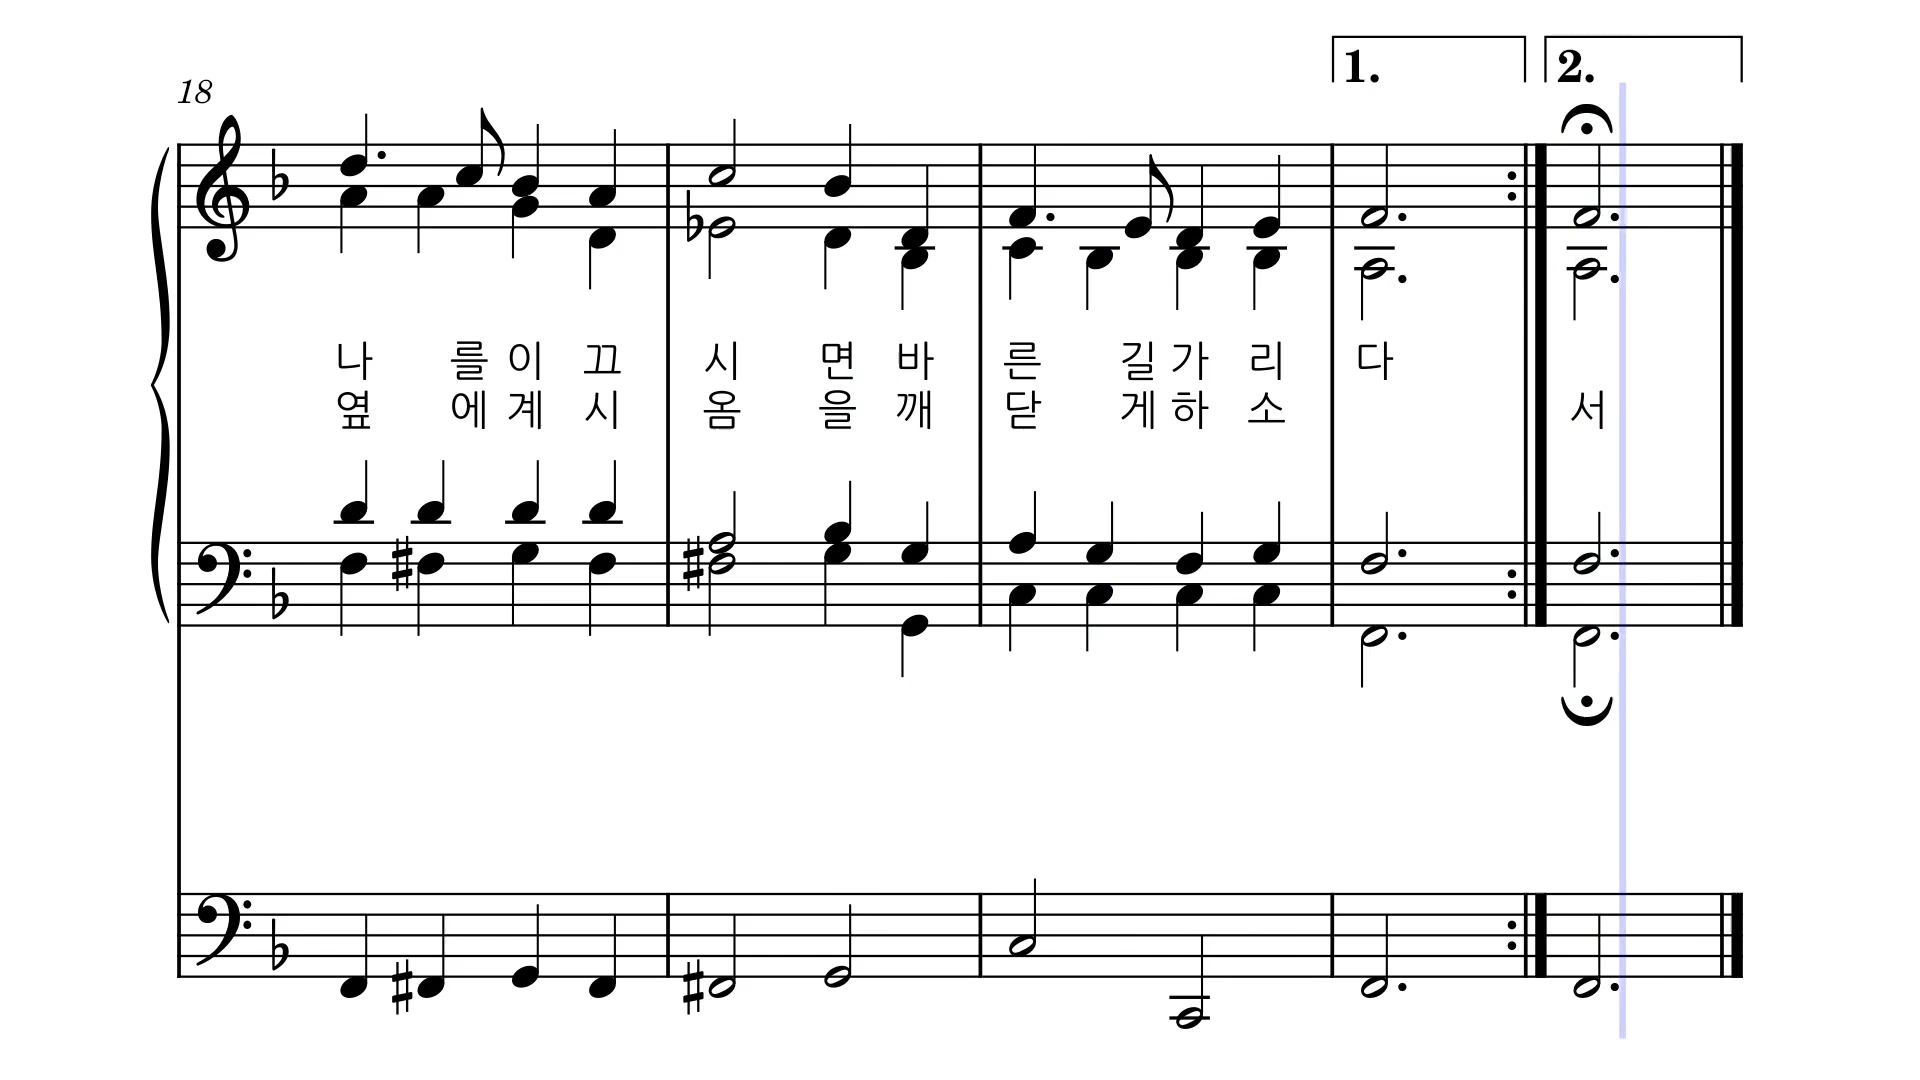 1. 2.
18
나 를 이 끄 시 면 바 른 길 가 리 다
옆 에 계 시 옴 을 깨 닫 게 하 소 서